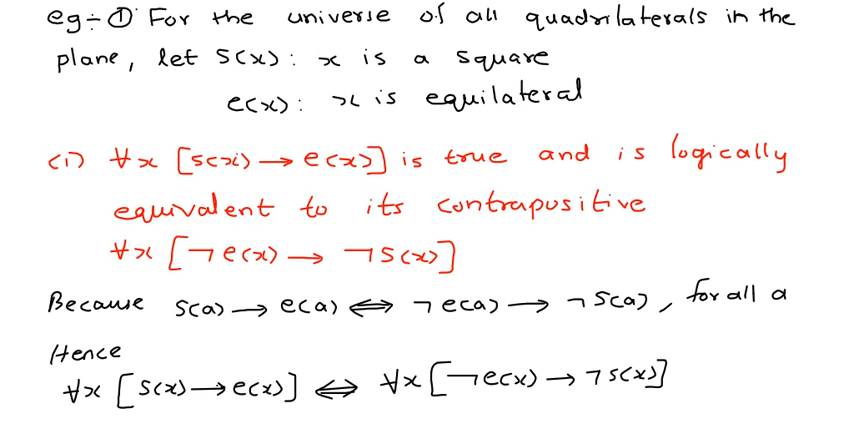 eg:- ① For the universe of all quadrilaterals in the
plane, let S(x): x is a square
e(x): x is equilateral
(i) ∀x [s(x) → e(x)] is true and is logically
equivalent to its contrapositive
∀x [¬e(x) → ¬s(x)]
Because s(a) → e(a) ⟺ ¬e(a) → ¬s(a), for all a
Hence
∀x [s(x) → e(x)] ⟺ ∀x [¬e(x) → ¬s(x)]